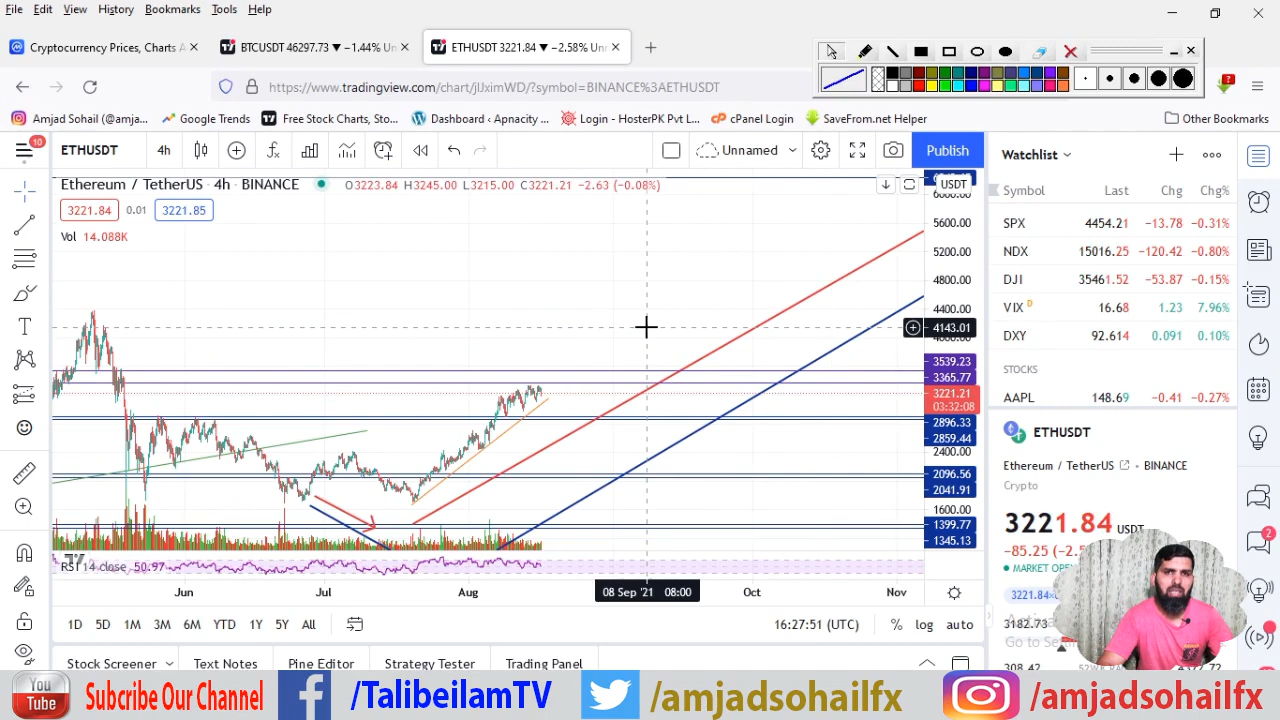 File Edit View History Bookmarks Tools Help
Cryptocurrency Prices, Charts A
BTCUSDT 46297.73 ▼ −1.44% Un
ETHUSDT 3221.84 ▼ −2.58% Un
Amjad Sohail (@amja...
Google Trends
Free Stock Charts, Sto...
Dashboard ‹ Apnacity ...
Login - HosterPK Pvt L...
cPanel Login
SaveFrom.net Helper
Other Bookmarks
10
ETHUSDT
4h
Unnamed
Publish
Ethereum / TetherUS 4h · BINANCE
O3223.84 H3245.00 L3215.00 C3221.21 −2.63 (−0.08%)
USDT
3221.84
0.01
3221.85
Vol 14.088K
6000.00
5600.00
5200.00
4800.00
4400.00
4143.01
4000.00
3539.23
3365.77
3221.21
03:32:08
2896.33
2859.44
2400.00
2096.56
2041.91
1600.00
1399.77
1345.13
RSI 14 close 50.97
Jun
Jul
Aug
08 Sep '21 08:00
Oct
Nov
1D 5D 1M 3M 6M YTD 1Y 5Y All
16:27:51 (UTC)
% log auto
Stock Screener
Text Notes
Pine Editor
Strategy Tester
Trading Panel
Watchlist
Symbol Last Chg Chg%
SPX 4454.21 −13.78 −0.31%
NDX 15016.25 −120.42 −0.80%
DJI 35461.52 −53.87 −0.15%
VIX D 16.68 1.23 7.96%
DXY 92.614 0.091 0.10%
STOCKS
AAPL 148.69 −0.41 −0.27%
ETHUSDT
Ethereum / TetherUS • BINANCE
Crypto
3221.84 USDT
−85.25
MARKET
3182.73
Go to
308.42
2
You Tube
Subcribe Our Channel
/TalibeilamTV
/amjadsohailfx
/amjadsohailfx